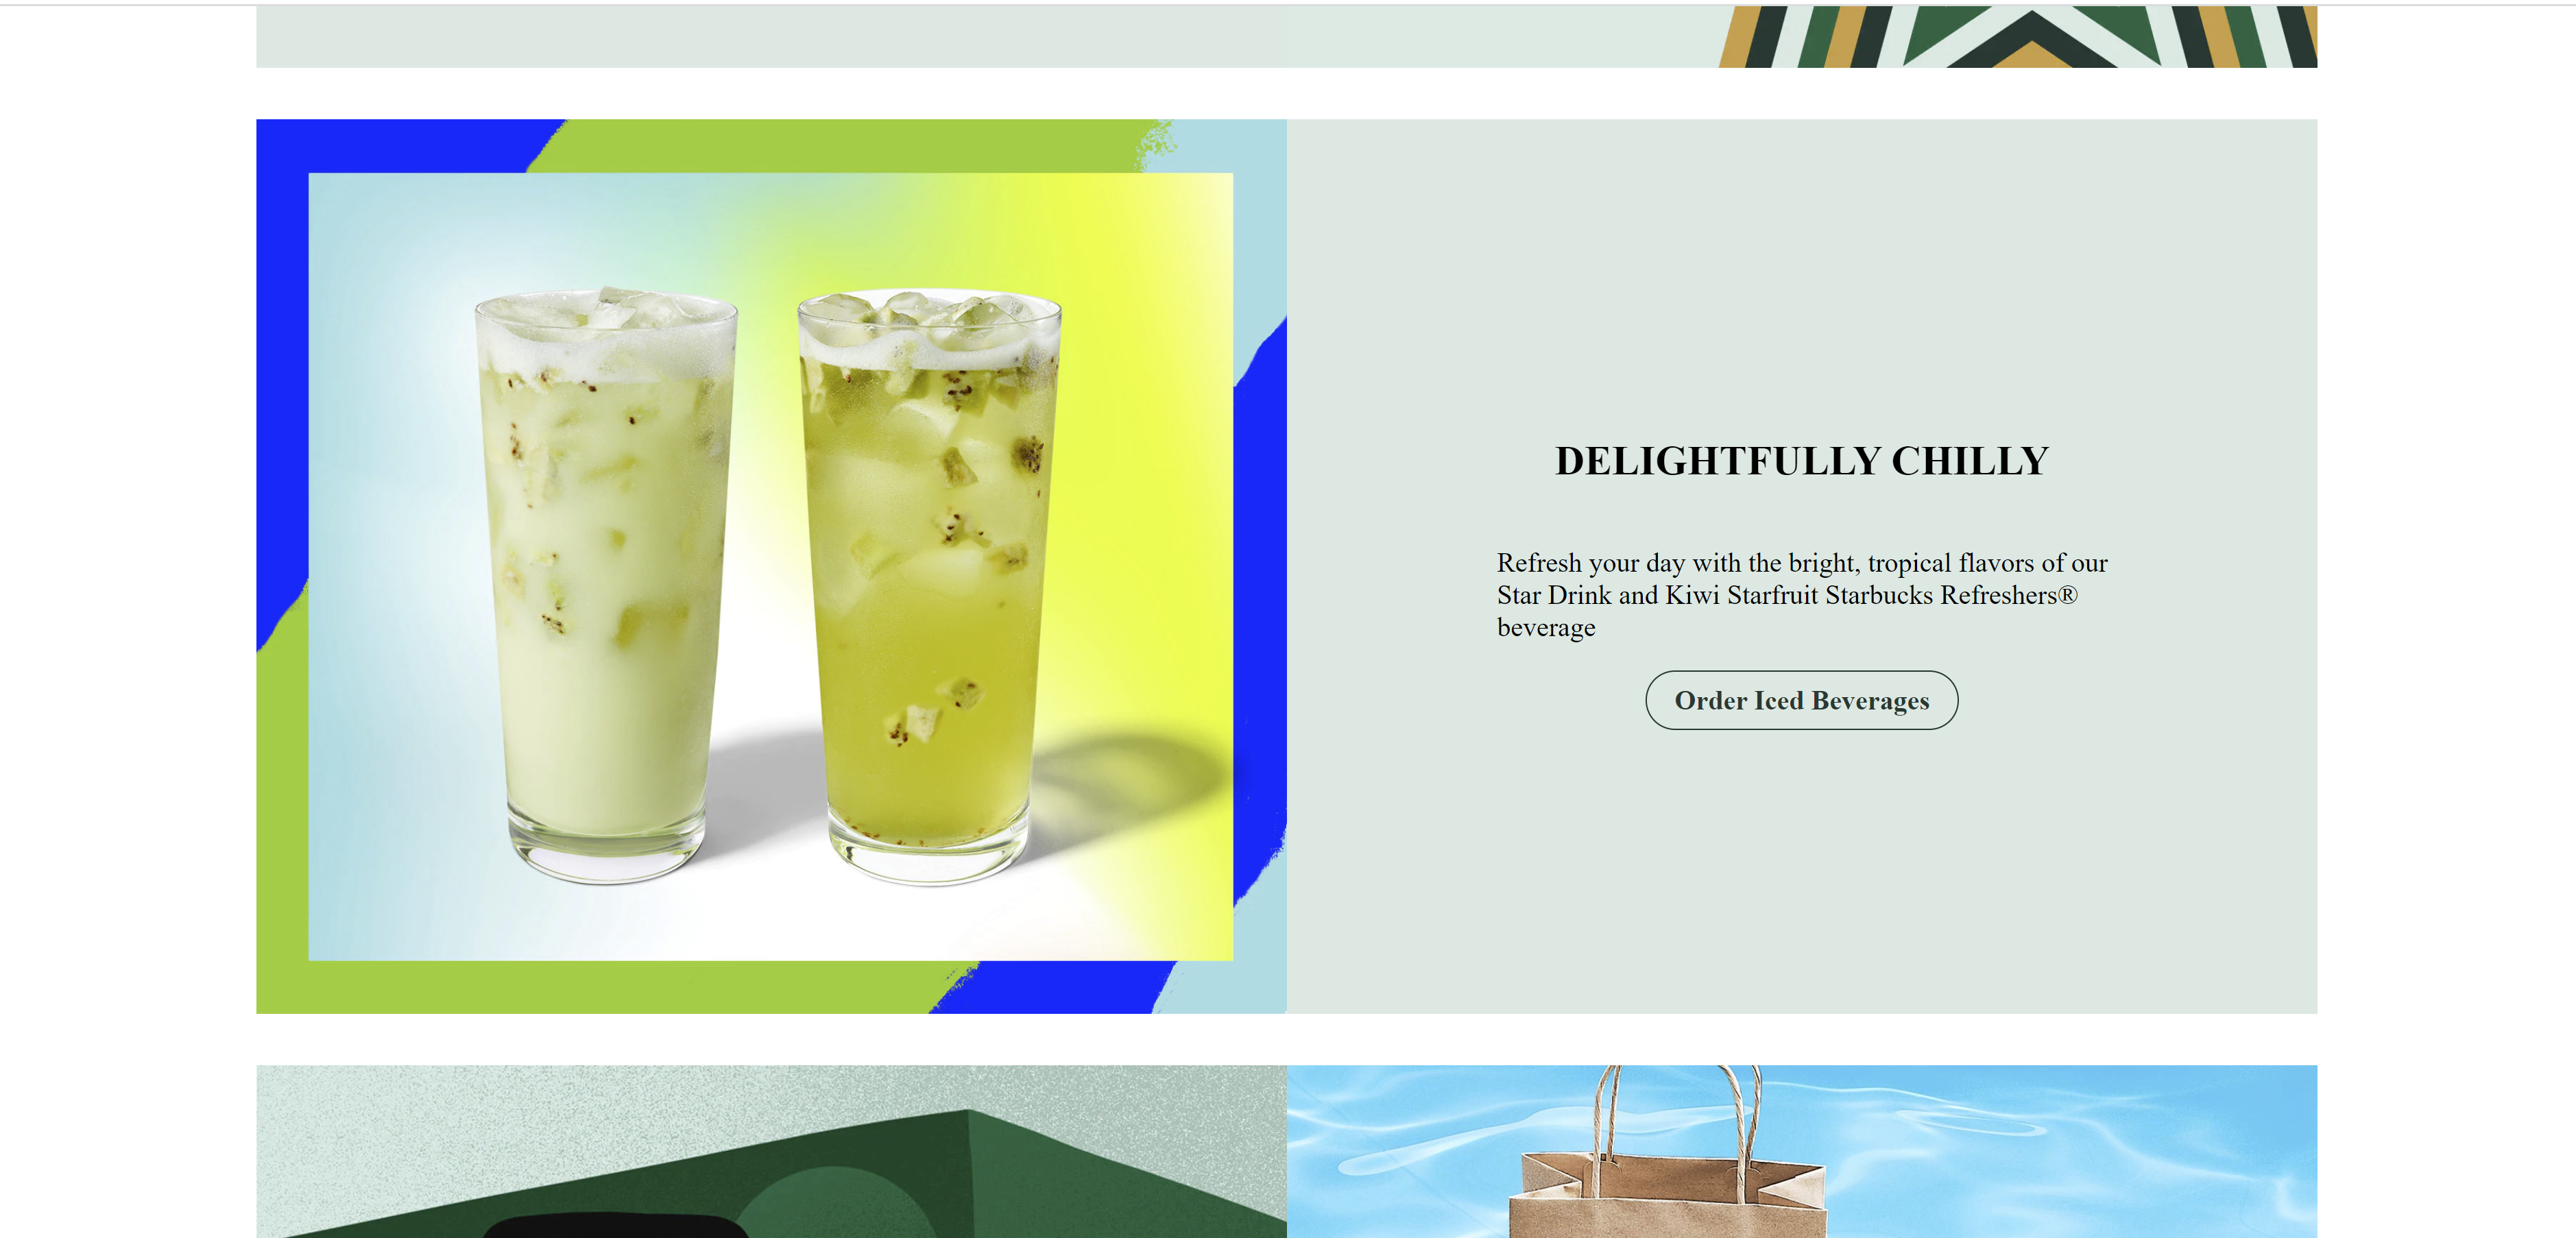 DELIGHTFULLY CHILLY
Refresh your day with the bright, tropical flavors of our
Star Drink and Kiwi Starfruit Starbucks Refreshers®
beverage
Order Iced Beverages